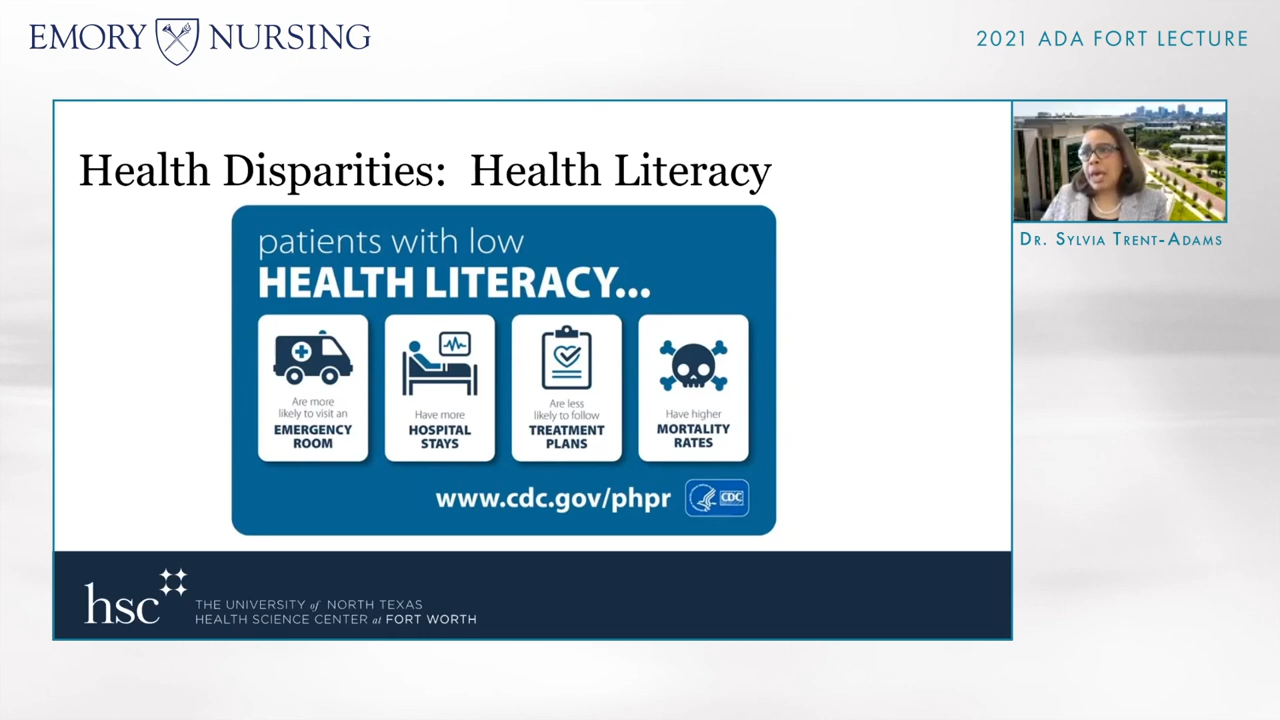 EMORY NURSING
2021 ADA FORT LECTURE
Health Disparities: Health Literacy
patients with low
HEALTH LITERACY...
Are more
likely to visit an
EMERGENCY
ROOM
Have more
HOSPITAL
STAYS
Are less
likely to follow
TREATMENT
PLANS
Have higher
MORTALITY
RATES
www.cdc.gov/phpr
CDC
DR. SYLVIA TRENT-ADAMS
hsc
THE UNIVERSITY of NORTH TEXAS
HEALTH SCIENCE CENTER at FORT WORTH